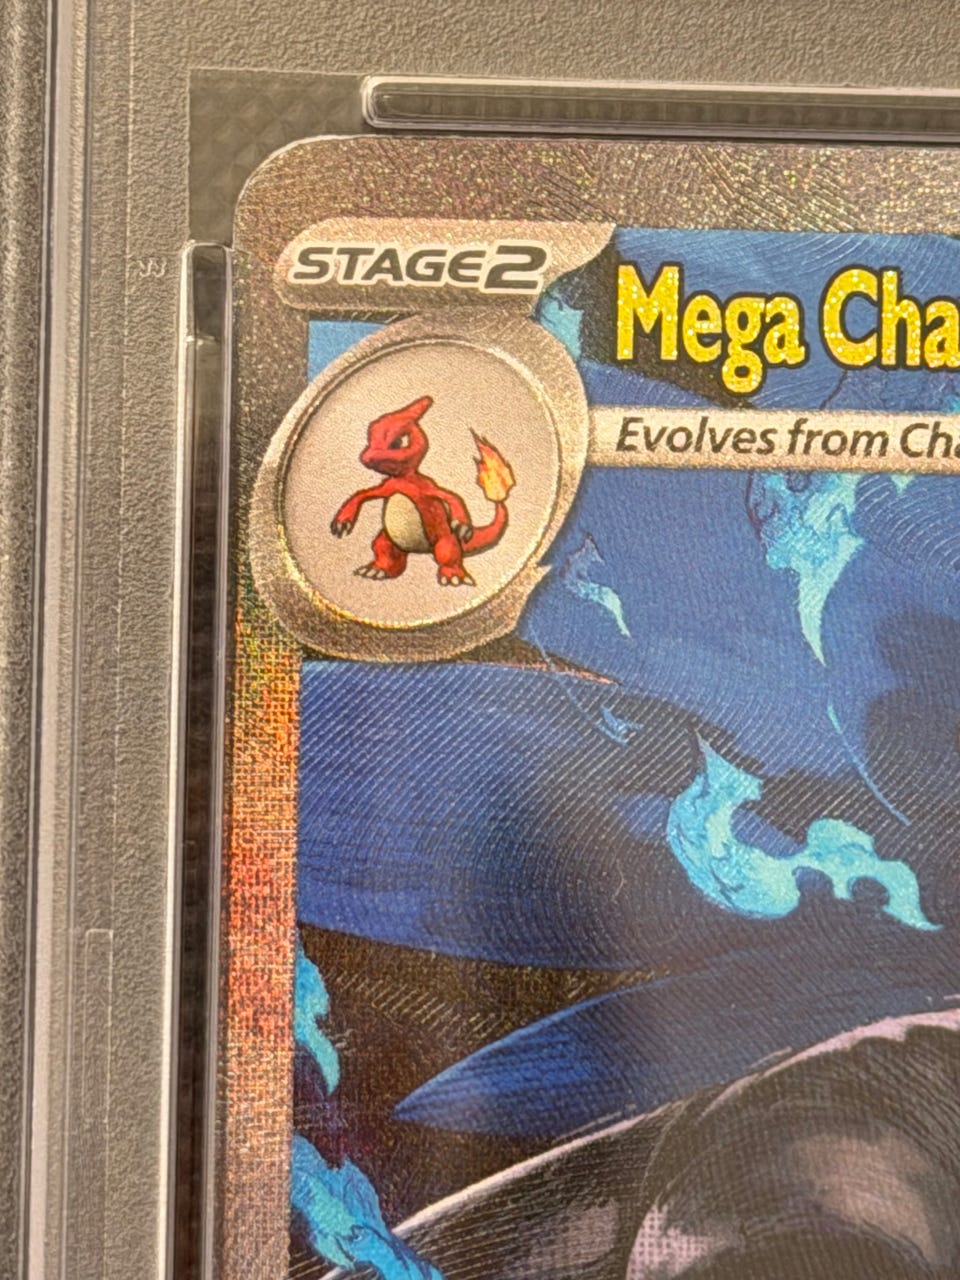 STAGE2
Mega Cha
Evolves from Cha